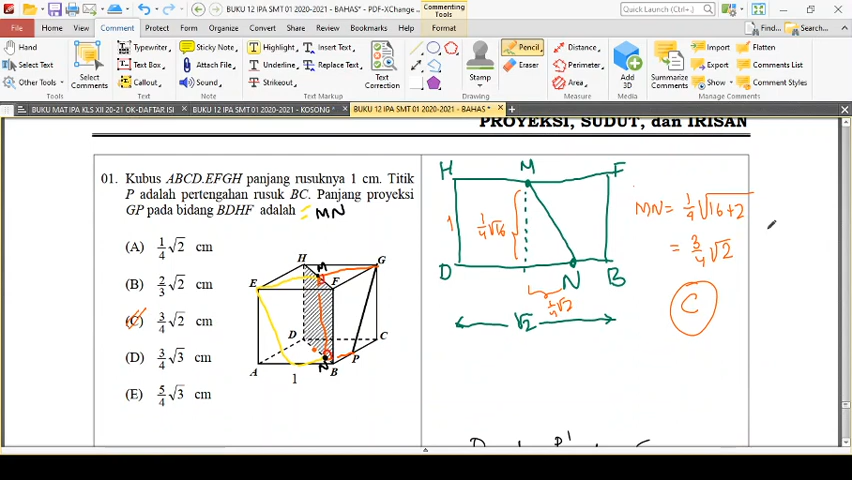 BUKU 12 IPA SMT 01 2020-2021 - BAHAS* - PDF-XChange
Commenting Tools
Quick Launch...
File Home View Comment Protect Form Organize Convert Share Review Bookmarks Help Format Arrange
Find... Search...
Hand
Select Text
Other Tools
Tools
Select Comments
Typewriter
Text Box
Callout
Sticky Note
Attach File
Sound
Highlight
Underline
Strikeout
Insert Text
Replace Text
Text Correction
Stamp
Drawing
Pencil
Eraser
Distance
Perimeter
Area
Measure
Add 3D
Summarize Comments
Import
Export
Show
Flatten
Comments List
Comment Styles
Manage Comments
BUKU MAT IPA KLS XII 20-21 OK-DAFTAR ISI
BUKU 12 IPA SMT 01 2020-2021 - KOSONG *
BUKU 12 IPA SMT 01 2020-2021 - BAHAS *
PROYEKSI, SUDUT, dan IRISAN
01. Kubus ABCD.EFGH panjang rusuknya 1 cm. Titik
P adalah pertengahan rusuk BC. Panjang proyeksi
GP pada bidang BDHF adalah = MN
(A) 1/4 √2 cm
(B) 2/3 √2 cm
(C) 3/4 √2 cm
(D) 3/4 √3 cm
(E) 5/4 √3 cm
H
M
G
E
F
D
C
P
A
N
B
1
H M F
1
1/4 √16
D N B
1/4 √2
√2
MN = 1/4 √16+2
= 3/4 √2
C